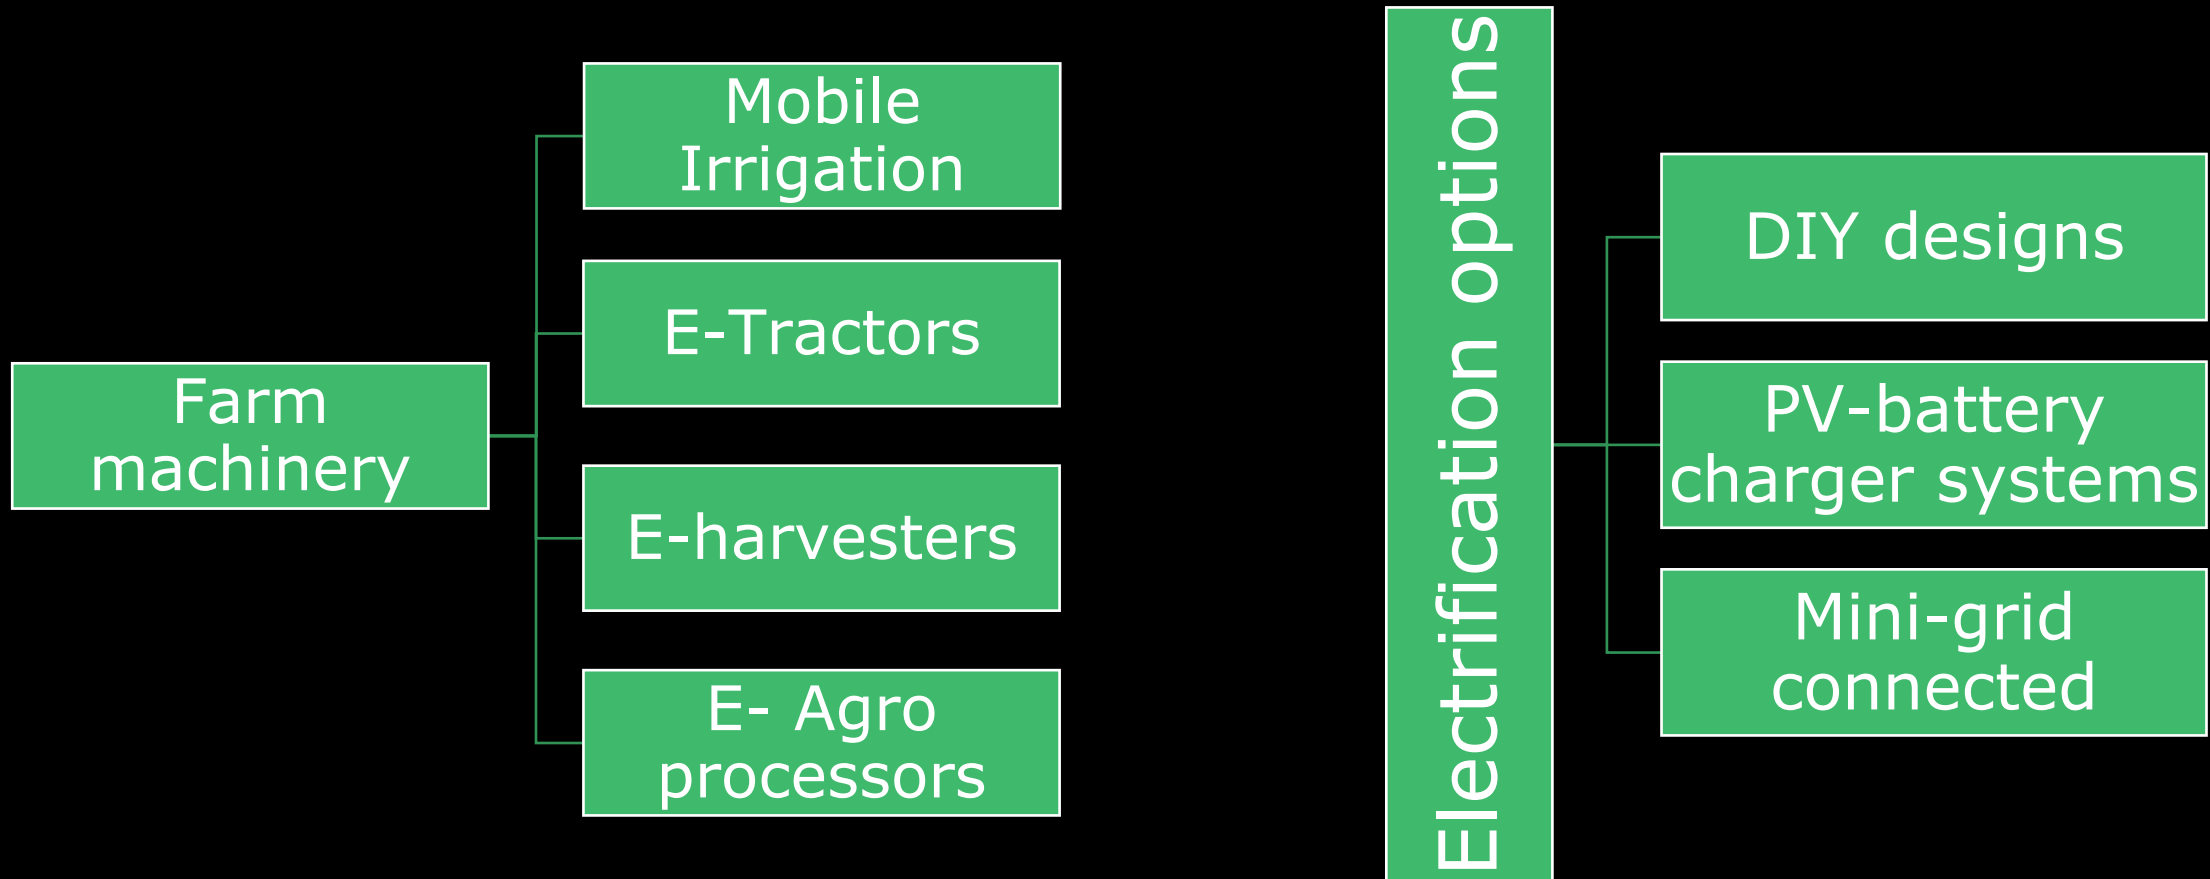 Farm
machinery
Mobile
Irrigation
E-Tractors
E-harvesters
E- Agro
processors
Electrification options
DIY designs
PV-battery
charger systems
Mini-grid
connected